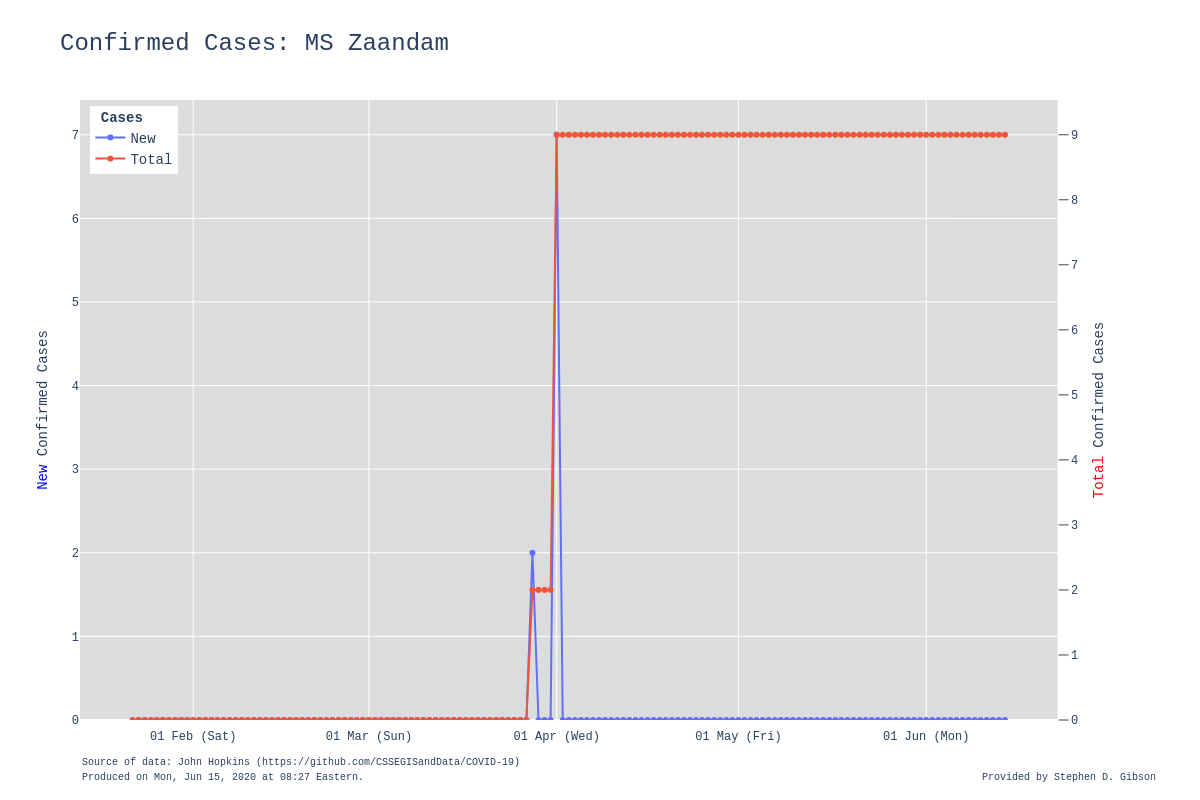 Confirmed Cases: MS Zaandam
Cases
New
Total
7
6
5
4
3
2
1
0
New Confirmed Cases
9
8
7
6
5
4
3
2
1
0
Total Confirmed Cases
01 Feb (Sat) 01 Mar (Sun) 01 Apr (Wed) 01 May (Fri) 01 Jun (Mon)
Source of data: John Hopkins (https://github.com/CSSEGISandData/COVID-19)
Produced on Mon, Jun 15, 2020 at 08:27 Eastern.
Provided by Stephen D. Gibson